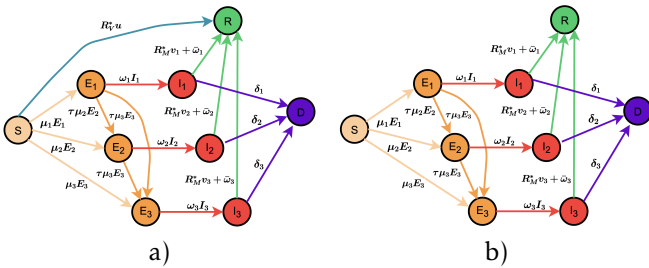 R
R*_V u
R*_M v_1 + ω̄_1
E_1
ω_1 I_1
I_1
δ_1
μ_1 E_1
τμ_2 E_2
τμ_3 E_3
R*_M v_2 + ω̄_2
D
S
μ_2 E_2
E_2
ω_2 I_2
I_2
δ_2
μ_3 E_3
τμ_3 E_3
R*_M v_3 + ω̄_3
δ_3
E_3
ω_3 I_3
I_3
a)
R
R*_M v_1 + ω̄_1
E_1
ω_1 I_1
I_1
δ_1
μ_1 E_1
τμ_2 E_2
τμ_3 E_3
R*_M v_2 + ω̄_2
D
S
μ_2 E_2
E_2
ω_2 I_2
I_2
δ_2
μ_3 E_3
τμ_3 E_3
R*_M v_3 + ω̄_3
δ_3
E_3
ω_3 I_3
I_3
b)